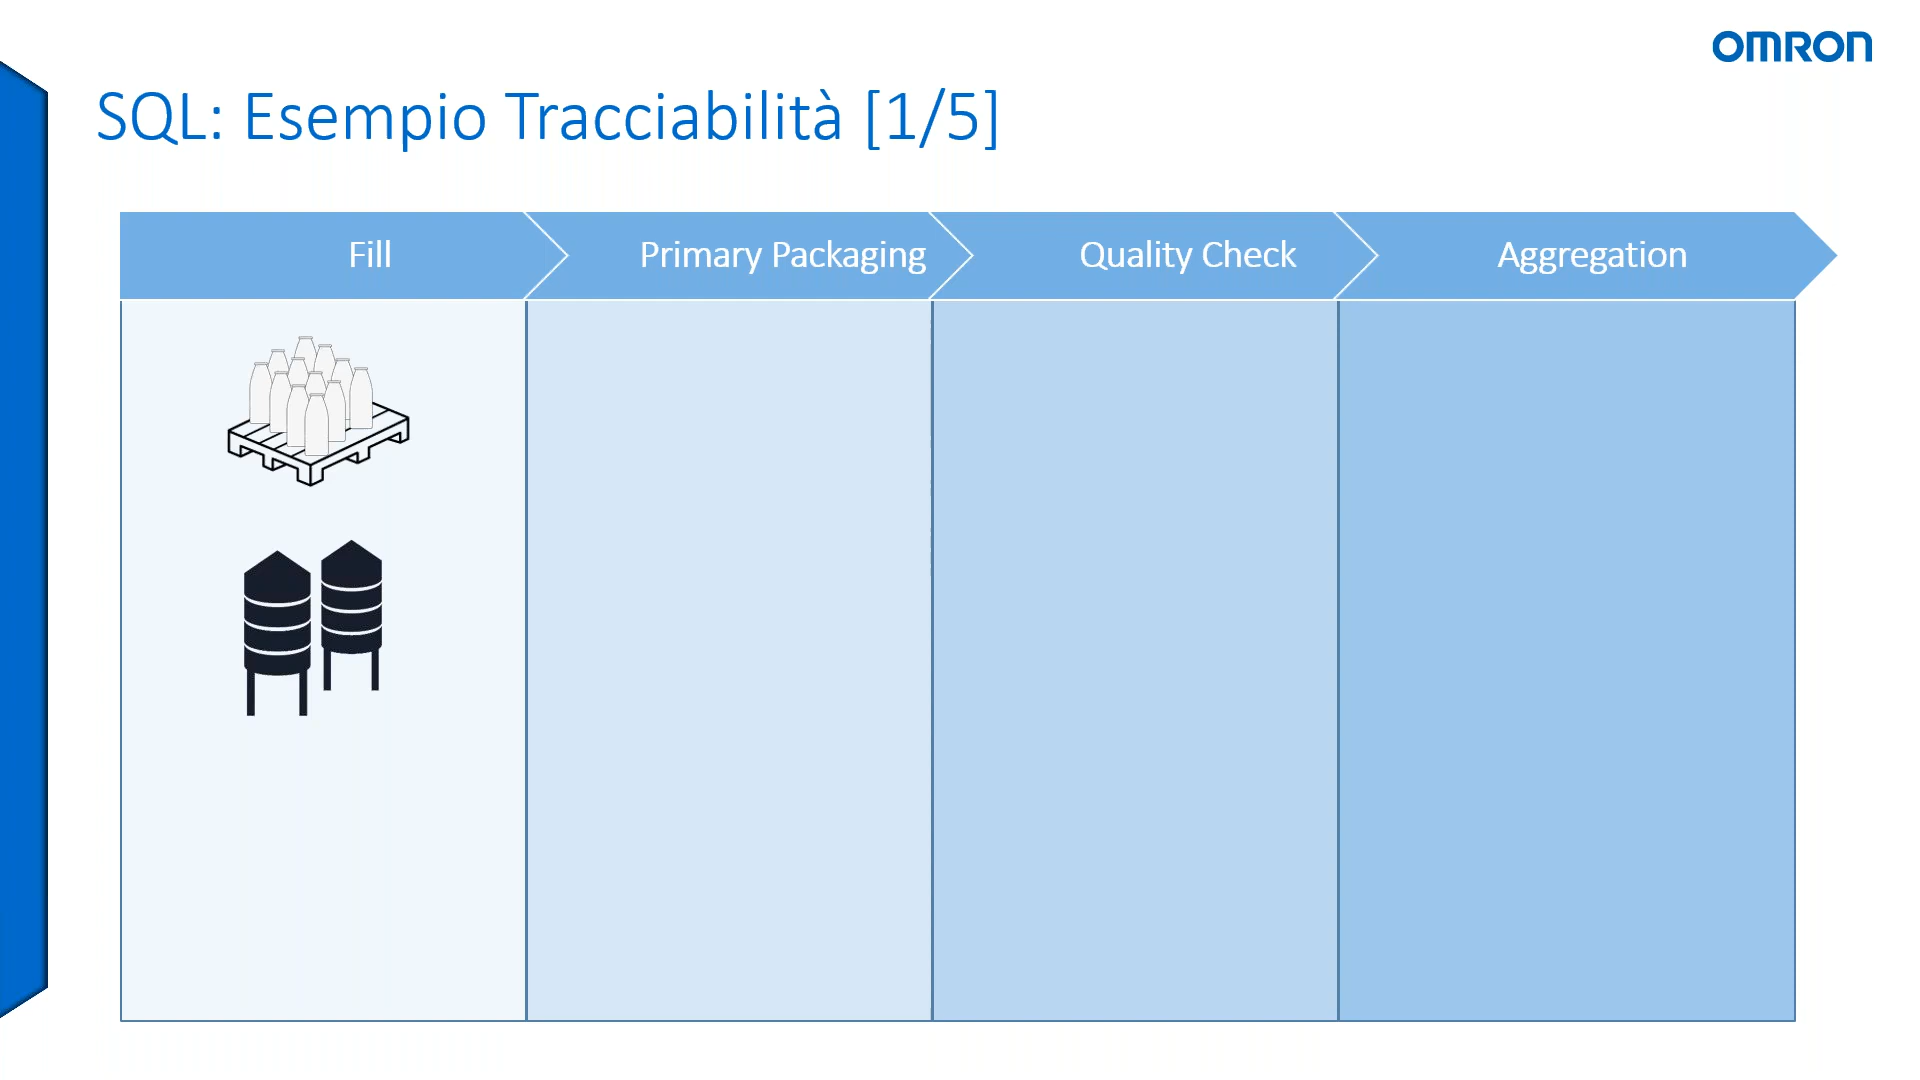 OMRON
SQL: Esempio Tracciabilità [1/5]
Fill
Primary Packaging
Quality Check
Aggregation